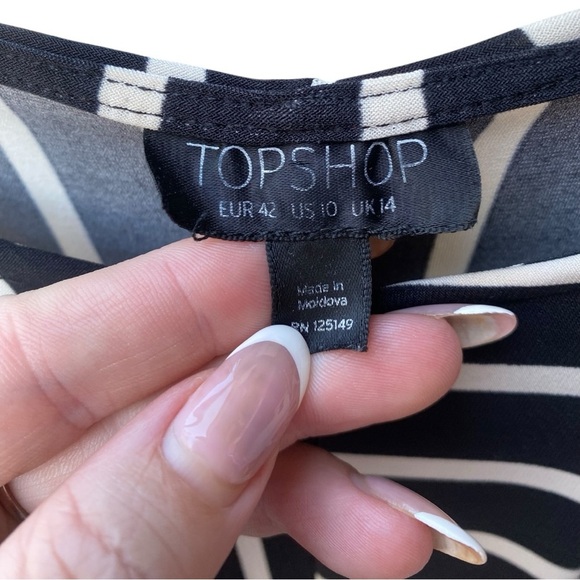 TOPSHOP
EUR 42 US 10 UK 14
Made in
Moldova
RN 125149